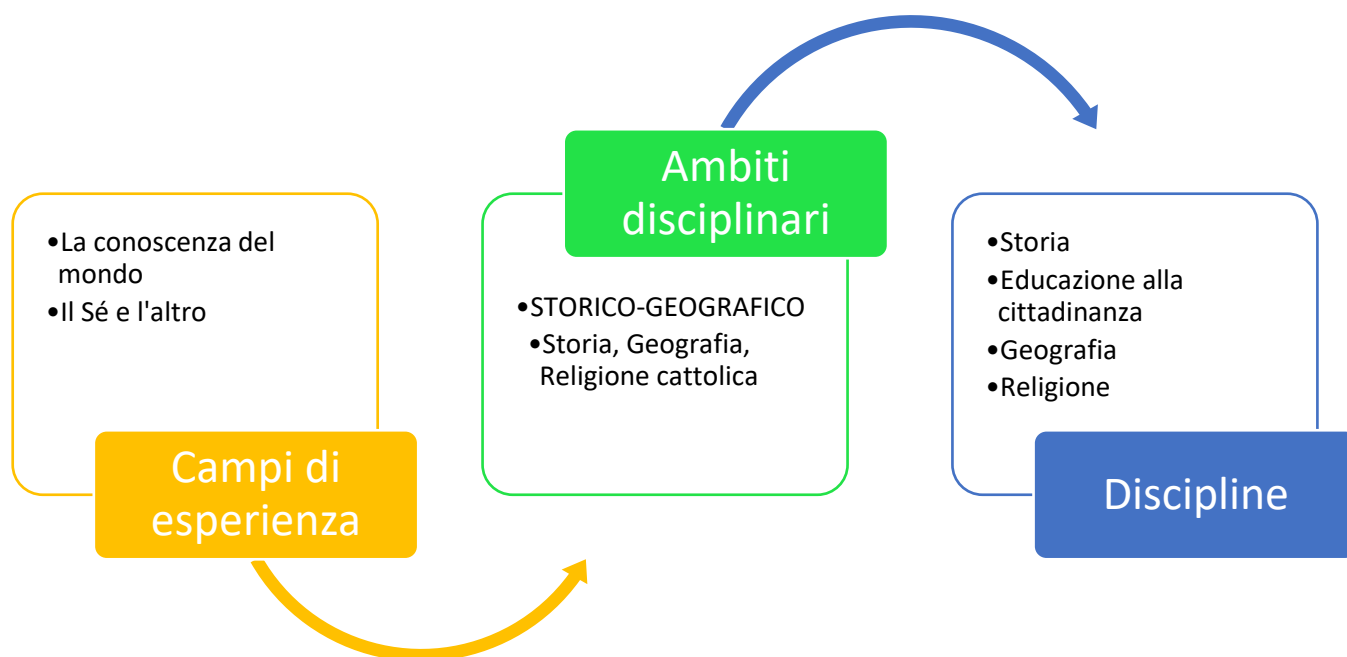 •La conoscenza del
mondo
•Il Sé e l'altro
Campi di
esperienza
Ambiti
disciplinari
•STORICO-GEOGRAFICO
•Storia, Geografia,
Religione cattolica
•Storia
•Educazione alla
cittadinanza
•Geografia
•Religione
Discipline